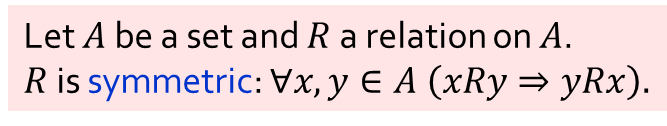 Let A be a set and R a relation on A.
R is symmetric: ∀x, y ∈ A (xRy ⇒ yRx).